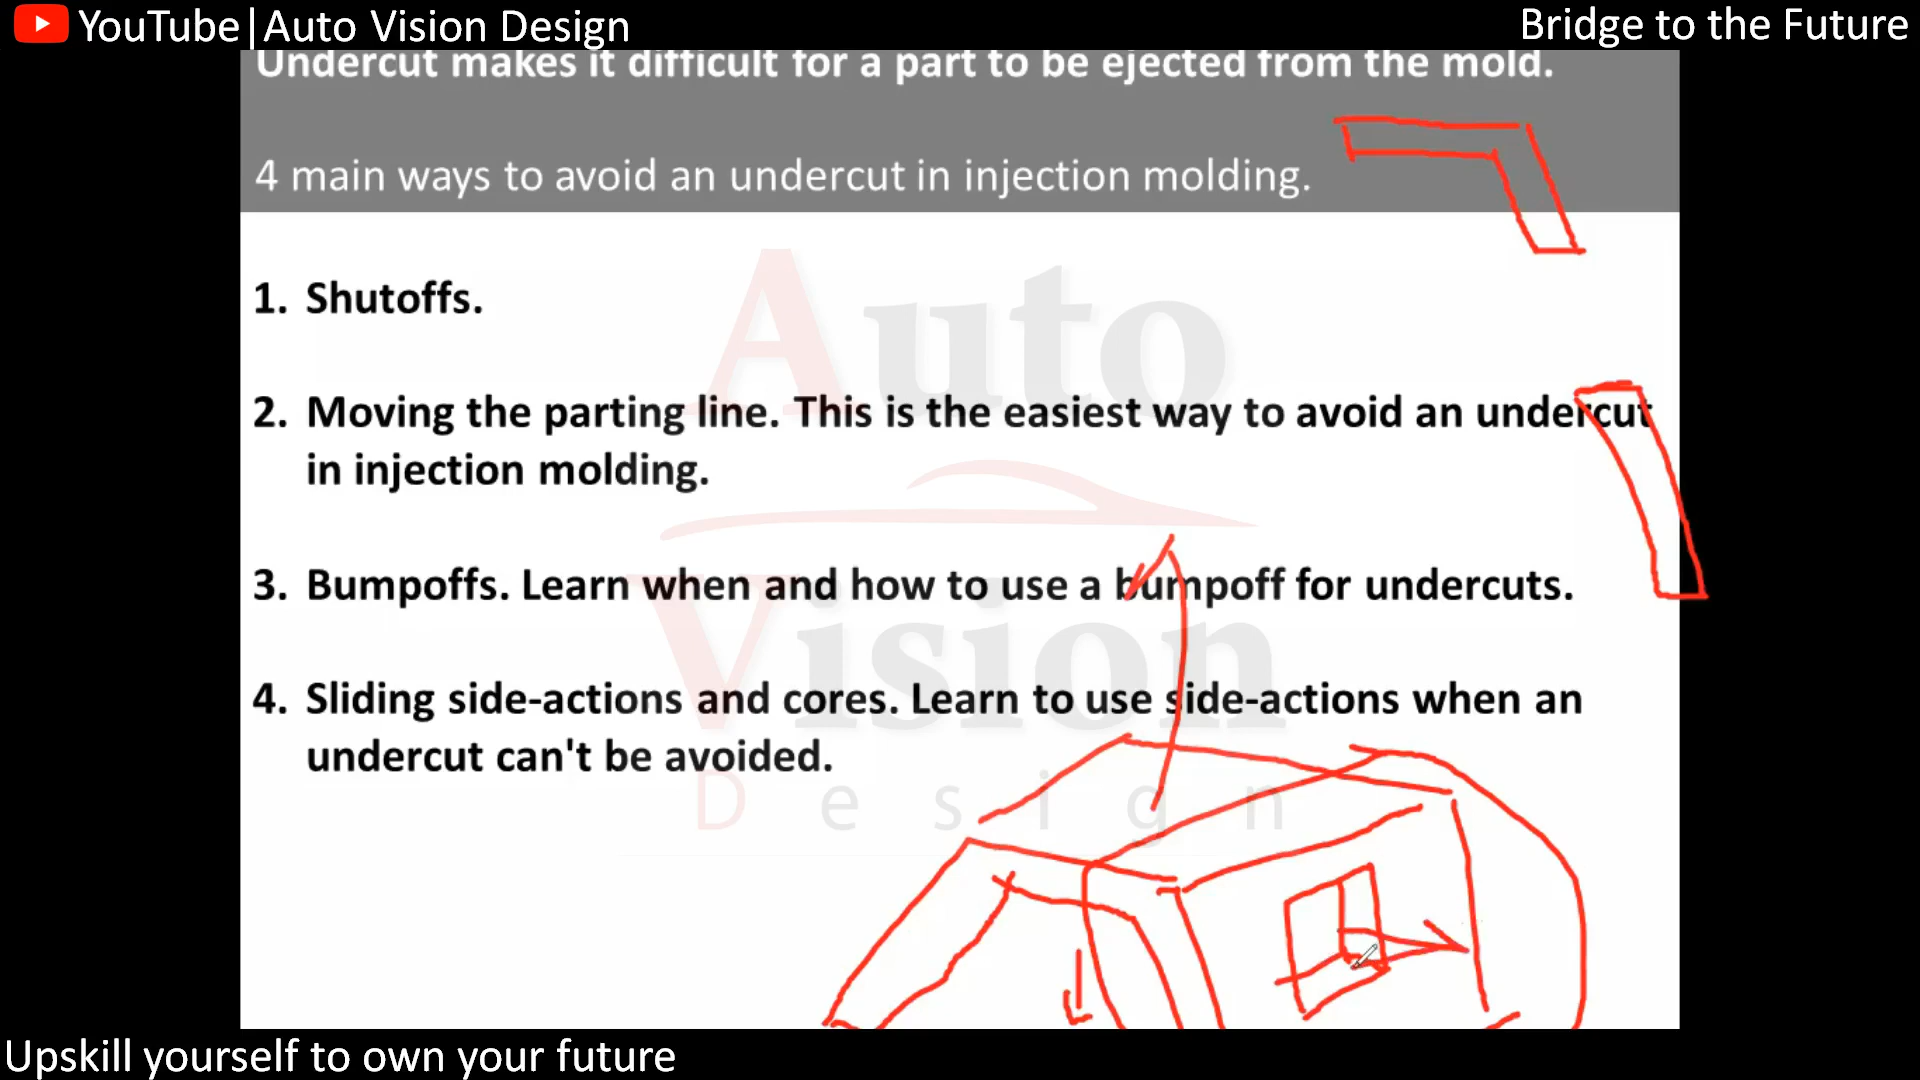 YouTube|Auto Vision Design
Bridge to the Future
Undercut makes it difficult for a part to be ejected from the mold.
4 main ways to avoid an undercut in injection molding.
1. Shutoffs.
2. Moving the parting line. This is the easiest way to avoid an undercut
in injection molding.
3. Bumpoffs. Learn when and how to use a bumpoff for undercuts.
4. Sliding side-actions and cores. Learn to use side-actions when an
undercut can't be avoided.
Auto
Vision
Design
Upskill yourself to own your future